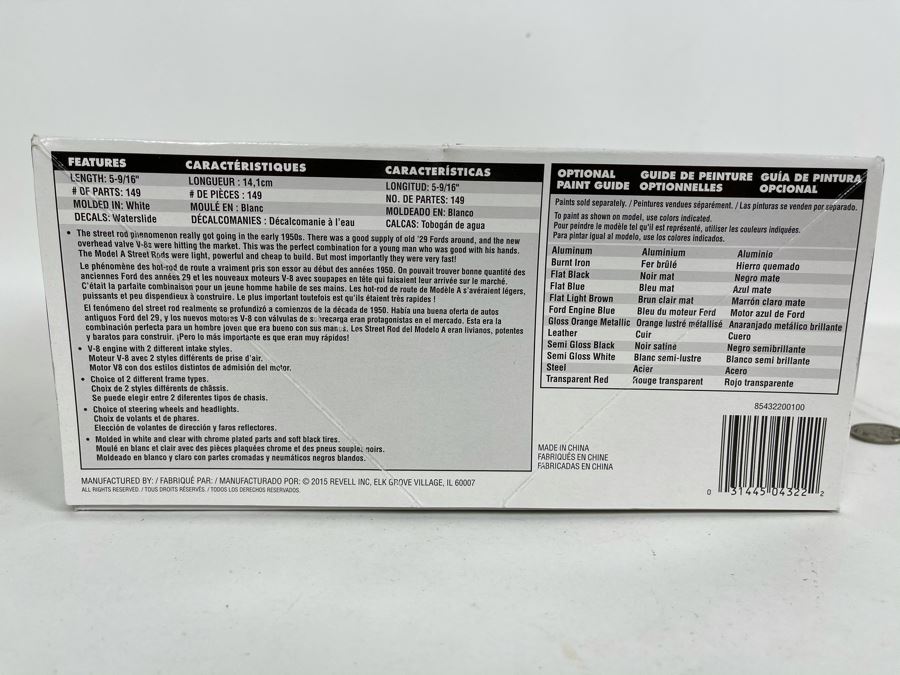 FEATURES CARACTÉRISTIQUES CARACTERÍSTICAS
LENGTH: 5-9/16" LONGUEUR : 14,1cm LONGITUD: 5-9/16"
# OF PARTS: 149 # DE PIÈCES : 149 NO. DE PARTES: 149
MOLDED IN: White MOULÉ EN : Blanc MOLDEADO EN: Blanco
DECALS: Waterslide DÉCALCOMANIES : Décalcomanie à l'eau CALCAS: Tobogán de agua
• The street rod phenomenon really got going in the early 1950s. There was a good supply of old '29 Fords around, and the new
overhead valve V-8s were hitting the market. This was the perfect combination for a young man who was good with his hands.
The Model A Street Rods were light, powerful and cheap to build. But most importantly they were very fast!
Le phénomène des hot-rod de route a vraiment pris son essor au début des années 1950. On pouvait trouver bonne quantité des
anciennes Ford des années 29 et les nouveaux moteurs V-8 avec soupapes en tête qui faisaient leur arrivée sur le marché.
C'était la parfaite combinaison pour un jeune homme habile de ses mains. Les hot-rod de route de Modèle A s'avéraient légers,
puissants et peu dispendieux à construire. Le plus important toutefois est qu'ils étaient très rapides !
El fenómeno del street rod realmente se profundizó a comienzos de la década de 1950. Había una buena oferta de autos
antiguos Ford del 29, y los nuevos motores V-8 con válvulas de sobrecarga eran protagonistas en el mercado. Esta era la
combinación perfecta para un hombre joven que era bueno con sus manos. Los Street Rod del Modelo A eran livianos, potentes
y baratos para construir. ¡Pero lo más importante es que eran muy rápidos!
• V-8 engine with 2 different intake styles.
Moteur V-8 avec 2 styles différents de prise d'air.
Motor V8 con dos estilos distintos de admisión del motor.
• Choice of 2 different frame types.
Choix de 2 styles différents de châssis.
Se puede elegir entre 2 diferentes tipos de chasis.
• Choice of steering wheels and headlights.
Choix de volants et de phares.
Elección de volantes de dirección y faros reflectores.
• Molded in white and clear with chrome plated parts and soft black tires.
Moulé en blanc et clair avec des pièces plaquées chrome et des pneus souples noirs.
Moldeado en blanco y claro con partes cromadas y neumáticos negros blandos.
MANUFACTURED BY: / FABRIQUÉ PAR: / MANUFACTURADO POR: © 2015 REVELL INC, ELK GROVE VILLAGE, IL 60007
ALL RIGHTS RESERVED. / TOUS DROITS RÉSERVÉS. / TODOS LOS DERECHOS RESERVADOS.
OPTIONAL GUIDE DE PEINTURE GUÍA DE PINTURA
PAINT GUIDE OPTIONNELLES OPCIONAL
Paints sold separately. / Peintures vendues séparément. / Las pinturas se venden por separado.
To paint as shown on model, use colors indicated.
Pour peindre le modèle tel qu'il est représenté, utiliser les couleurs indiquées.
Para pintar igual al modelo, use los colores indicados.
Aluminum Aluminium Aluminio
Burnt Iron Fer brûlé Hierro quemado
Flat Black Noir mat Negro mate
Flat Blue Bleu mat Azul mate
Flat Light Brown Brun clair mat Marrón claro mate
Ford Engine Blue Bleu du moteur Ford Motor azul de Ford
Gloss Orange Metallic Orange lustré métallisé Anaranjado metálico brillante
Leather Cuir Cuero
Semi Gloss Black Noir satiné Negro semibrillante
Semi Gloss White Blanc semi-lustre Blanco semi brillante
Steel Acier Acero
Transparent Red Rouge transparent Rojo transparente
85432200100
MADE IN CHINA
FABRIQUÉS EN CHINE
FABRICADAS EN CHINA
0 31445 04322 2